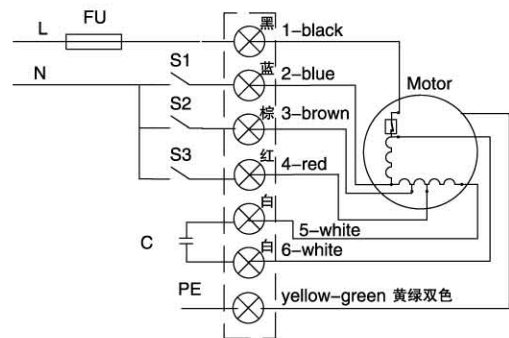 L FU 黑 1-black
N S1 蓝 2-blue Motor
S2 棕 3-brown
S3 红 4-red
白 5-white
C 白 6-white
PE yellow-green 黄绿双色